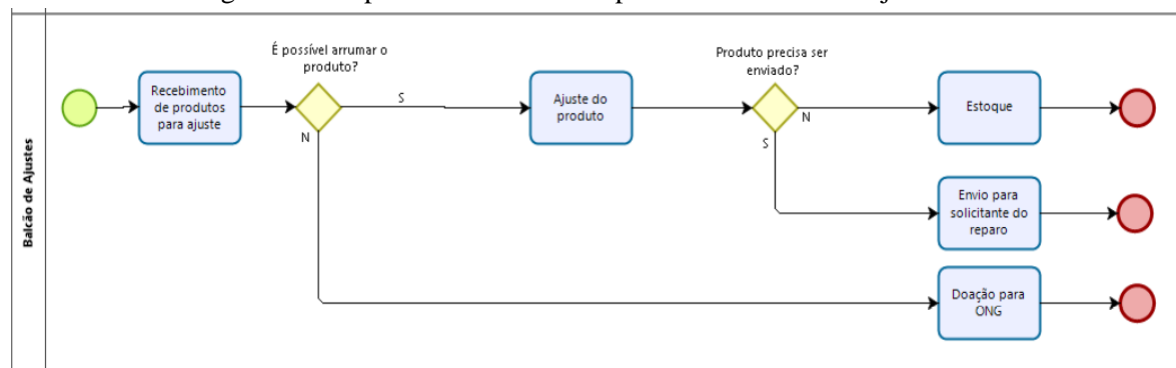 É possível arrumar o
produto?
Produto precisa ser
enviado?
Recebimento
de produtos
para ajuste
S
N
Ajuste do
produto
N
S
Estoque
Envio para
solicitante do
reparo
Doação para
ONG
Balcão de Ajustes